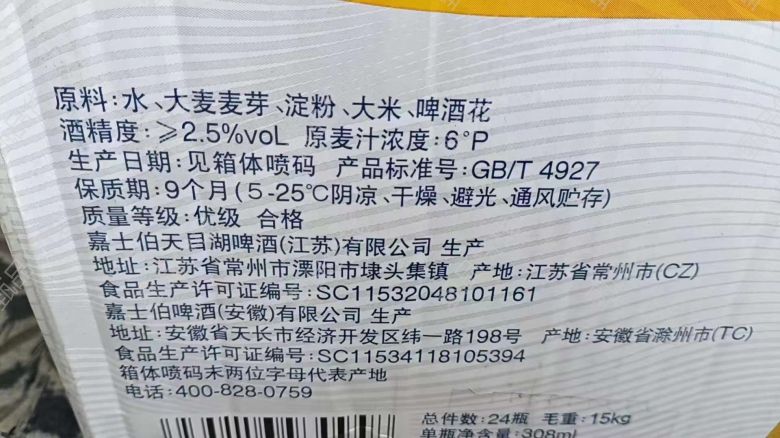 原料:水、大麦麦芽、淀粉、大米、啤酒花
酒精度:≥2.5%voL 原麦汁浓度:6°P
生产日期:见箱体喷码 产品标准号:GB/T 4927
保质期:9个月(5-25℃阴凉、干燥、避光、通风贮存)
质量等级:优级 合格
嘉士伯天目湖啤酒(江苏)有限公司 生产
地址:江苏省常州市溧阳市埭头集镇 产地:江苏省常州市(CZ)
食品生产许可证编号:SC11532048101161
嘉士伯啤酒(安徽)有限公司 生产
地址:安徽省天长市经济开发区纬一路198号 产地:安徽省滁州市(TC)
食品生产许可证编号:SC11534118105394
箱体喷码末两位字母代表产地
电话:400-828-0759
总件数:24瓶 毛重:15kg
单瓶净含量:308ml